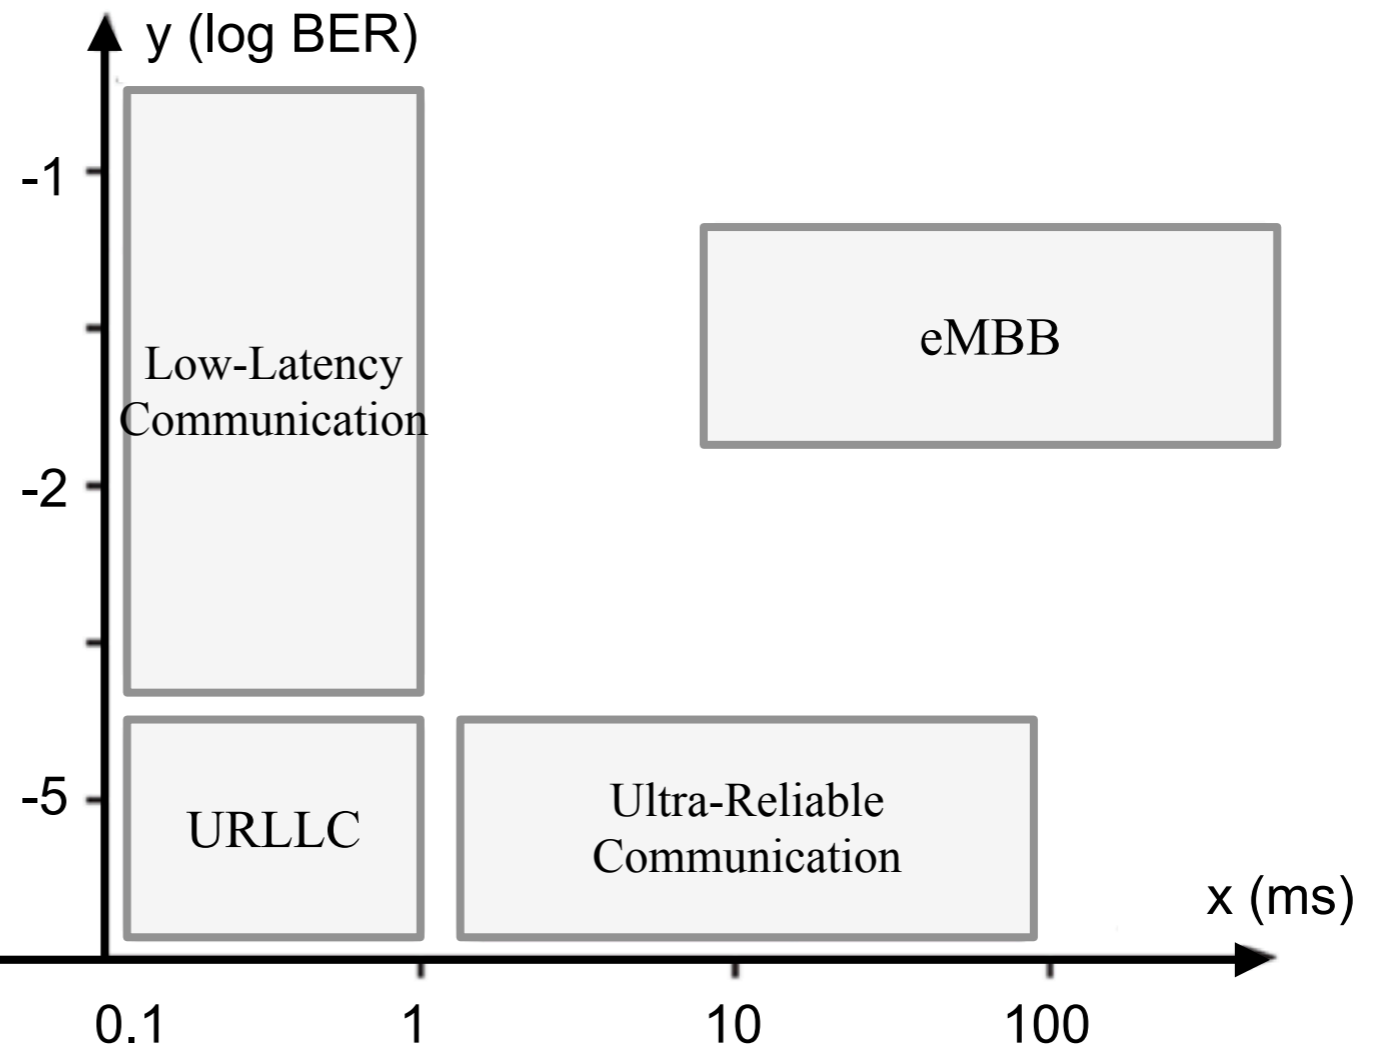 y (log BER)
-1
eMBB
Low-Latency
Communication
-2
-5
URLLC
Ultra-Reliable
Communication
x (ms)
0.1
1
10
100